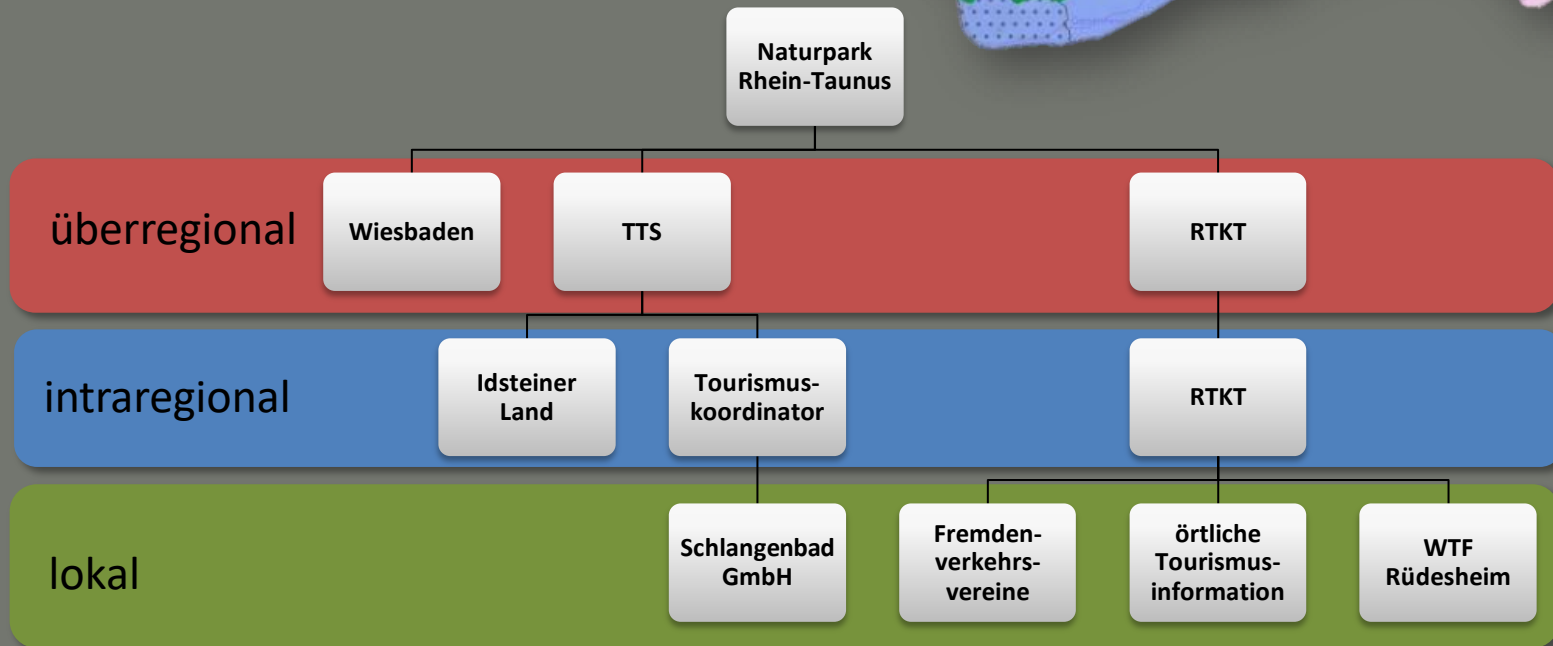 Naturpark
Rhein-Taunus
überregional
Wiesbaden
TTS
RTKT
intraregional
Idsteiner
Land
Tourismus-
koordinator
RTKT
lokal
Schlangenbad
GmbH
Fremden-
verkehrs-
vereine
örtliche
Tourismus-
information
WTF
Rüdesheim